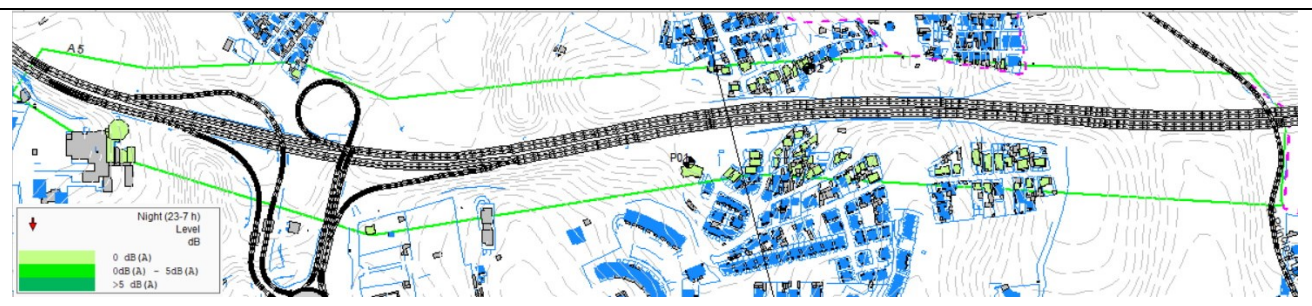 A 5
P01
Night (23-7 h)
Level
dB
0 dB(A)
0dB(A) - 5dB(A)
>5 dB(A)